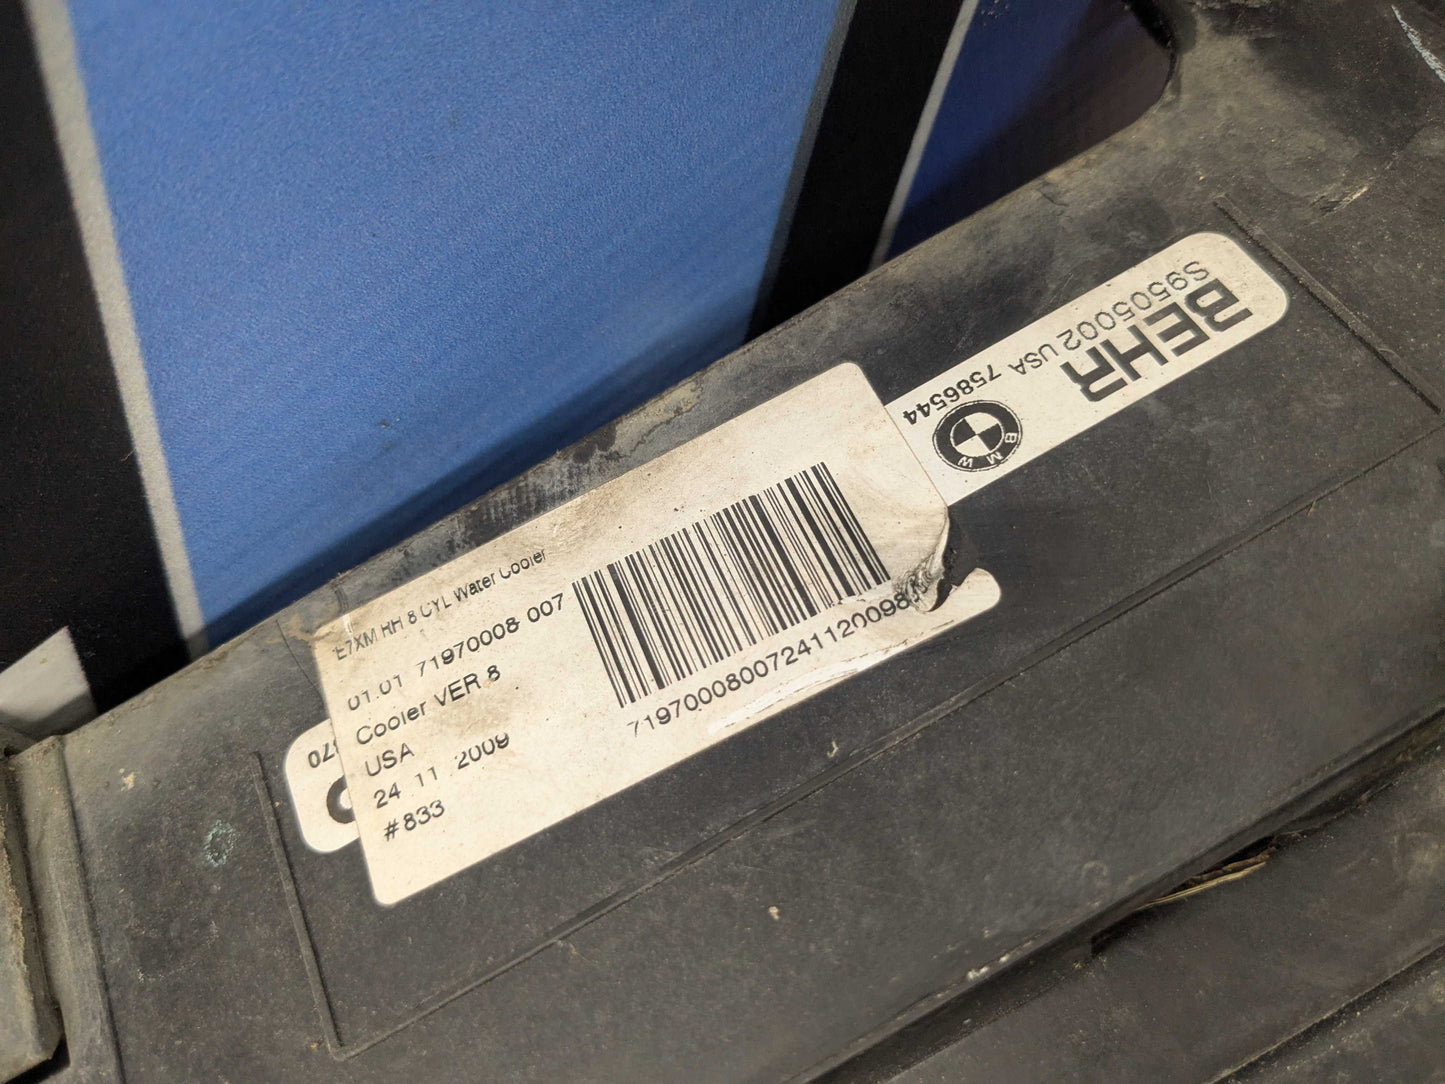 E7XM RH 8 CYL Water Cooler
01.01 71970008 007
Cooler VER 8
USA
24 11 2009
#833
71970008007241120098
BEHR
S9505002 USA 7586544
BMW